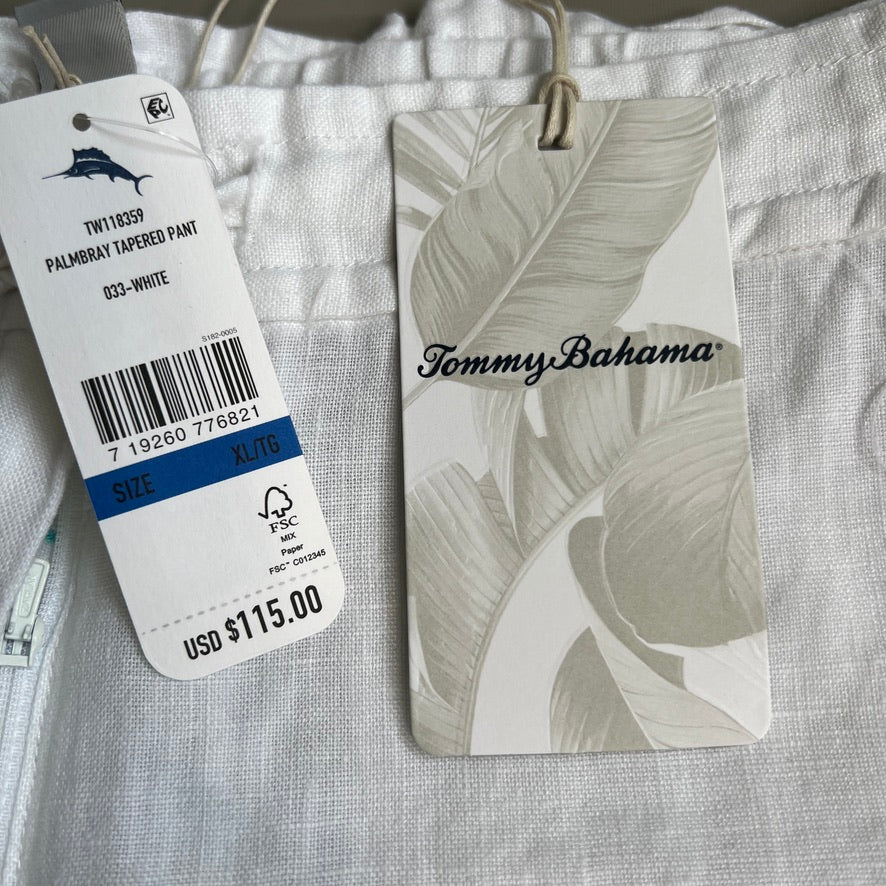 EPC
TW118359
PALMBRAY TAPERED PANT
033-WHITE
S182-0005
7 19260 776821
SIZE XL/TG
FSC
MIX
Paper
FSC™ C012345
USD $115.00
Tommy Bahama®